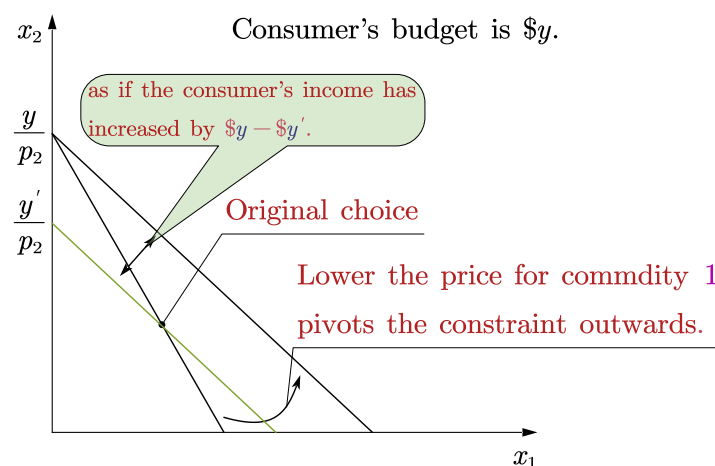 x₂
Consumer's budget is $y.
as if the consumer's income has
increased by $y − $y′.
y/p₂
y′/p₂
Original choice
Lower the price for commdity 1
pivots the constraint outwards.
x₁